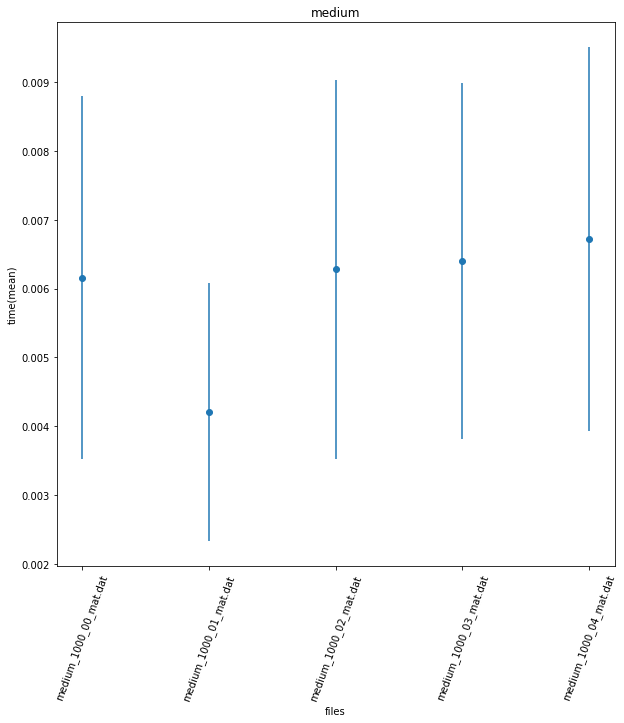 medium
0.009
0.008
0.007
0.006
0.005
0.004
0.003
0.002
time(mean)
medium_1000_00_mat.dat
medium_1000_01_mat.dat
medium_1000_02_mat.dat
medium_1000_03_mat.dat
medium_1000_04_mat.dat
files